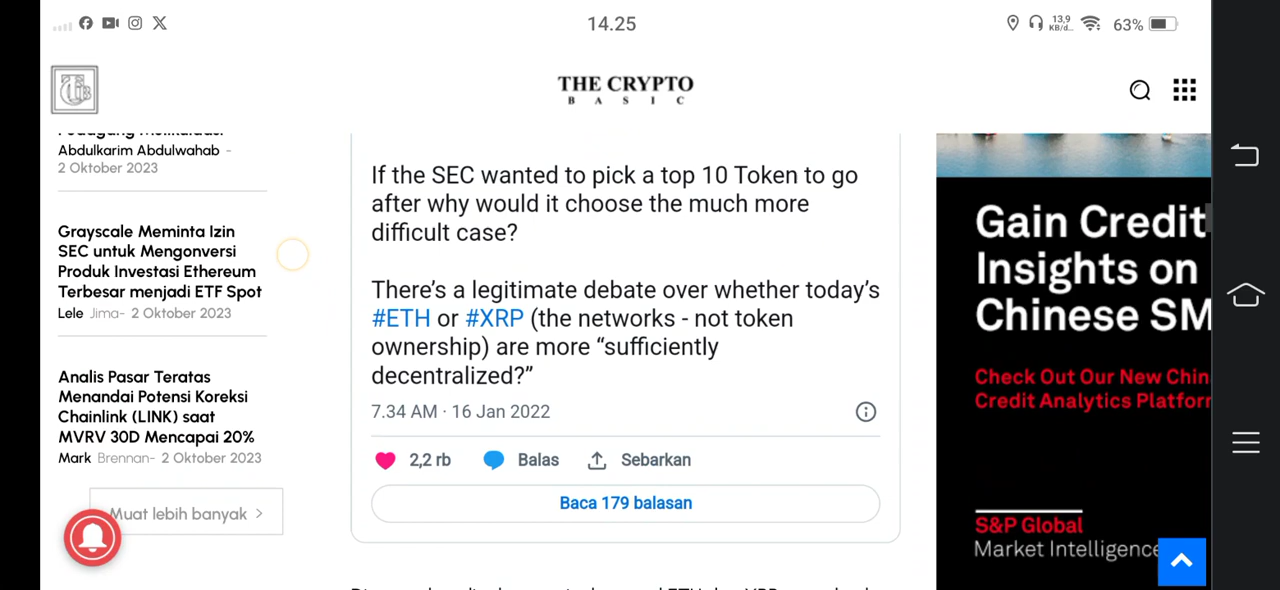 14.25
13,9
KB/d...
63%
THE CRYPTO
BASIC
Abdulkarim Abdulwahab -
2 Oktober 2023
Grayscale Meminta Izin
SEC untuk Mengonversi
Produk Investasi Ethereum
Terbesar menjadi ETF Spot
Lele Jima- 2 Oktober 2023
Analis Pasar Teratas
Menandai Potensi Koreksi
Chainlink (LINK) saat
MVRV 30D Mencapai 20%
Mark Brennan- 2 Oktober 2023
Muat lebih banyak >
If the SEC wanted to pick a top 10 Token to go
after why would it choose the much more
difficult case?
There’s a legitimate debate over whether today’s
#ETH or #XRP (the networks - not token
ownership) are more “sufficiently
decentralized?”
7.34 AM · 16 Jan 2022
2,2 rb Balas Sebarkan
Baca 179 balasan
Gain Credit
Insights on
Chinese SM
Check Out Our New Chin
Credit Analytics Platfor
S&P Global
Market Intelligence